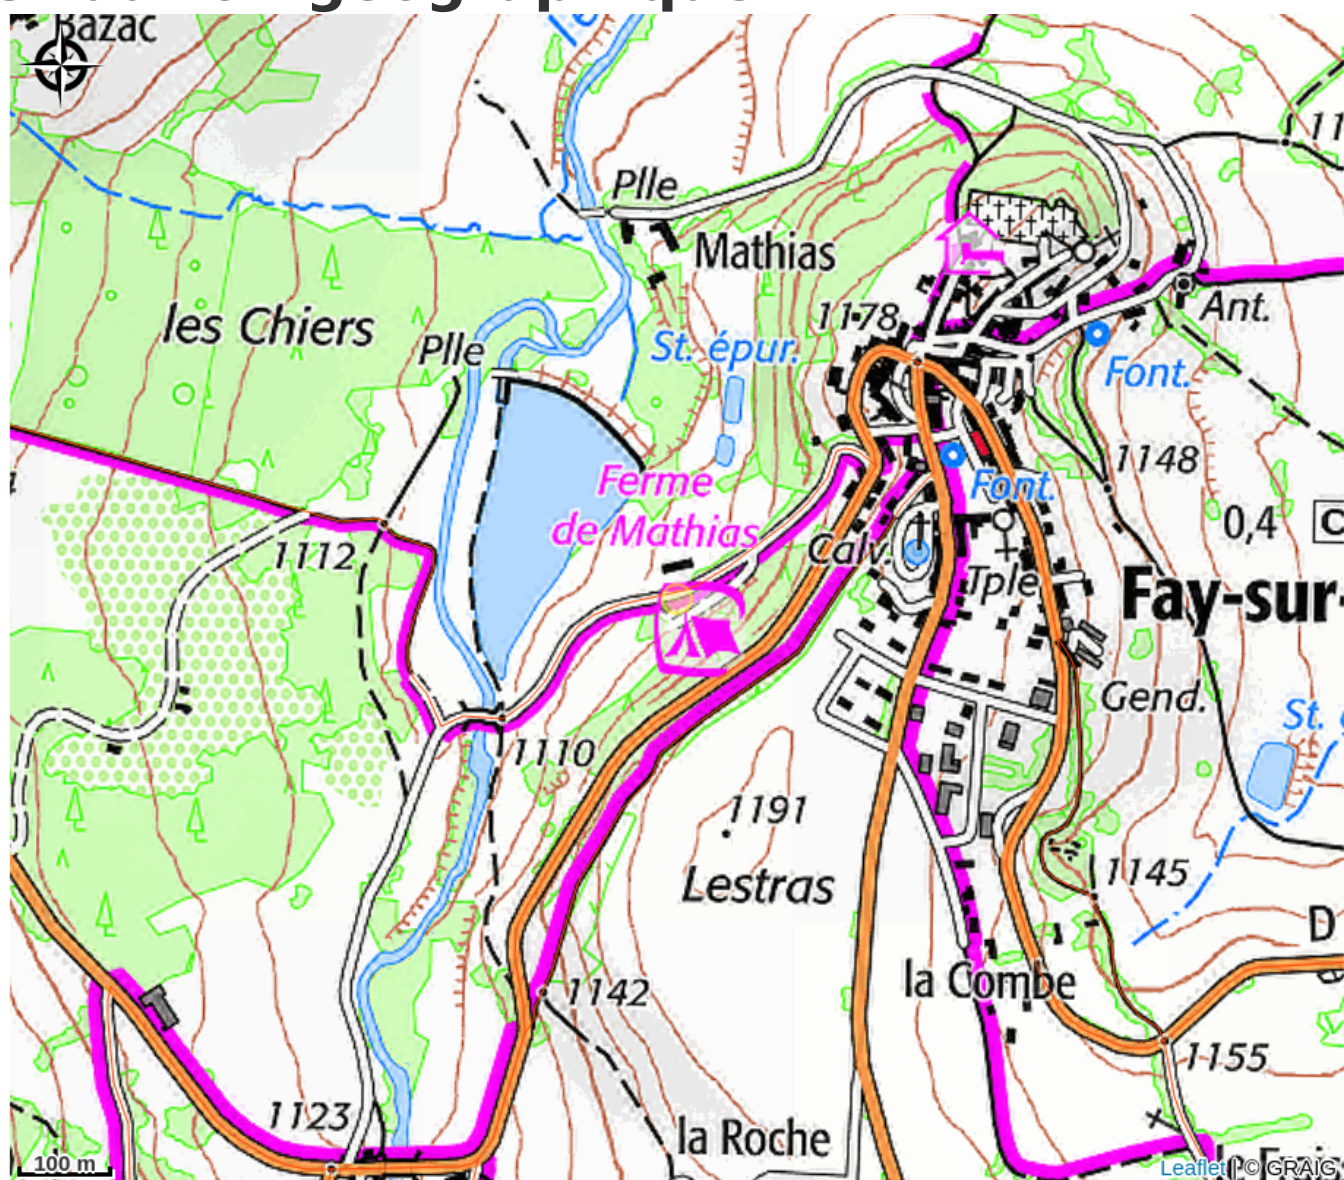 Bazac
11
Plle
Mathias
les Chiers
1178
Ant.
Plle
St. épur.
Font.
Ferme
de Mathias
1148
Font.
0,4
1112
Calv.
Tple
Fay-sur-
Gend.
St.
1110
1191
Lestras
1145
D
la Combe
1142
1155
1123
la Roche
100 m
Leaflet | © GRAIG